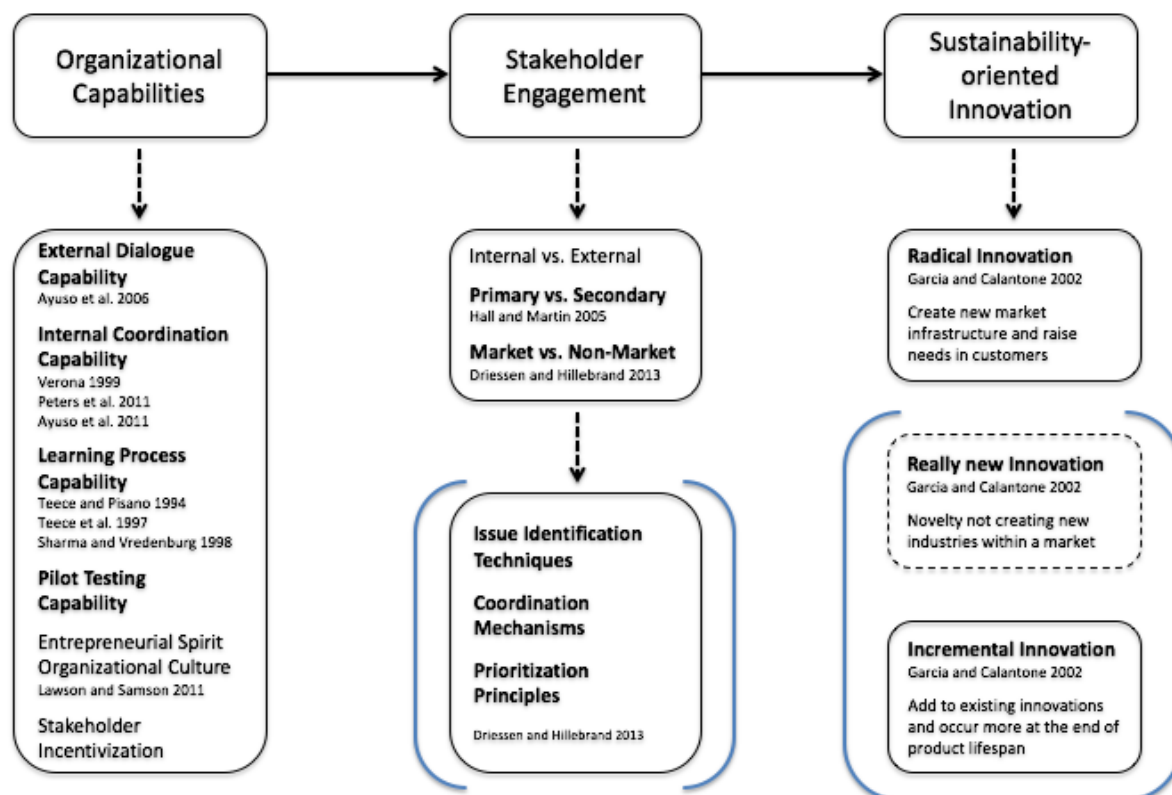 Organizational
Capabilities
Stakeholder
Engagement
Sustainability-
oriented
Innovation
External Dialogue
Capability
Ayuso et al. 2006
Internal Coordination
Capability
Verona 1999
Peters et al. 2011
Ayuso et al. 2011
Learning Process
Capability
Teece and Pisano 1994
Teece et al. 1997
Sharma and Vredenburg 1998
Pilot Testing
Capability
Entrepreneurial Spirit
Organizational Culture
Lawson and Samson 2011
Stakeholder
Incentivization
Internal vs. External
Primary vs. Secondary
Hall and Martin 2005
Market vs. Non-Market
Driessen and Hillebrand 2013
Issue Identification
Techniques
Coordination
Mechanisms
Prioritization
Principles
Driessen and Hillebrand 2013
Radical Innovation
Garcia and Calantone 2002
Create new market
infrastructure and raise
needs in customers
Really new Innovation
Garcia and Calantone 2002
Novelty not creating new
industries within a market
Incremental Innovation
Garcia and Calantone 2002
Add to existing innovations
and occur more at the end of
product lifespan